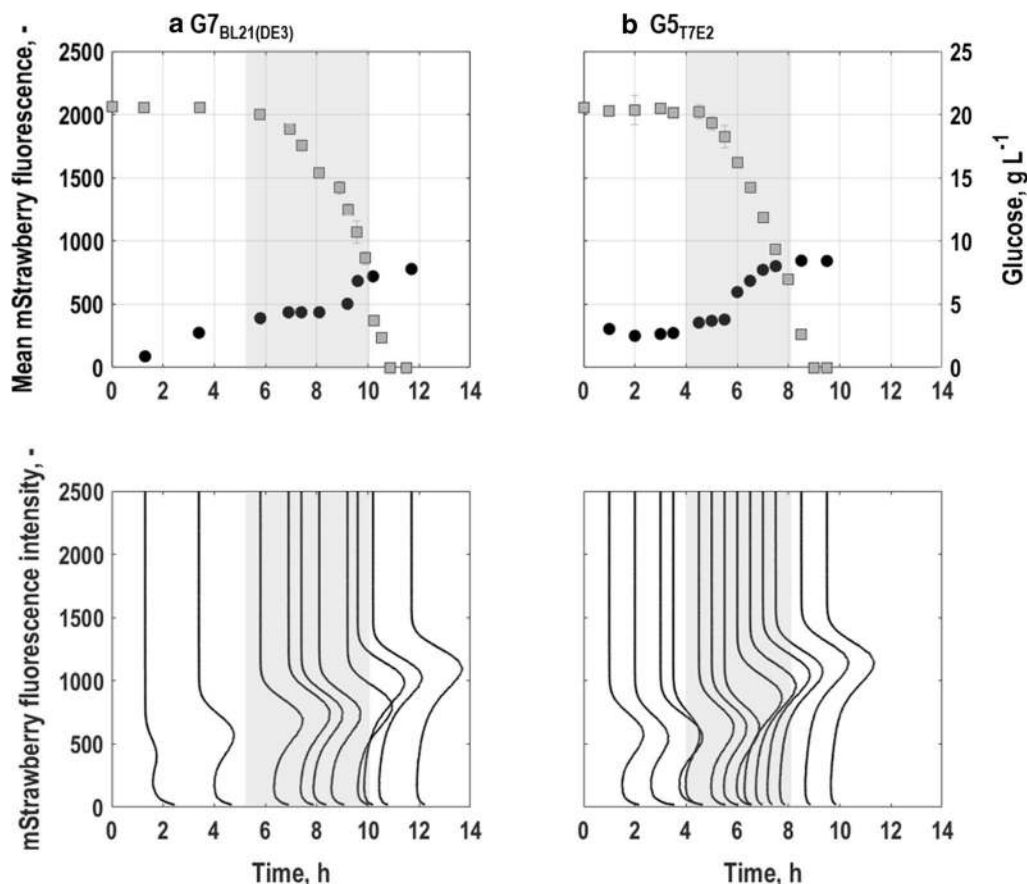 a G7BL21(DE3)
b G5T7E2
Mean mStrawberry fluorescence, -
2500
2000
1500
1000
500
0
0 2 4 6 8 10 12 14
0 2 4 6 8 10 12 14
25
20
15
10
5
0
Glucose, g L-1
mStrawberry fluorescence intensity, -
2500
2000
1500
1000
500
0
0 2 4 6 8 10 12 14
0 2 4 6 8 10 12 14
Time, h
Time, h